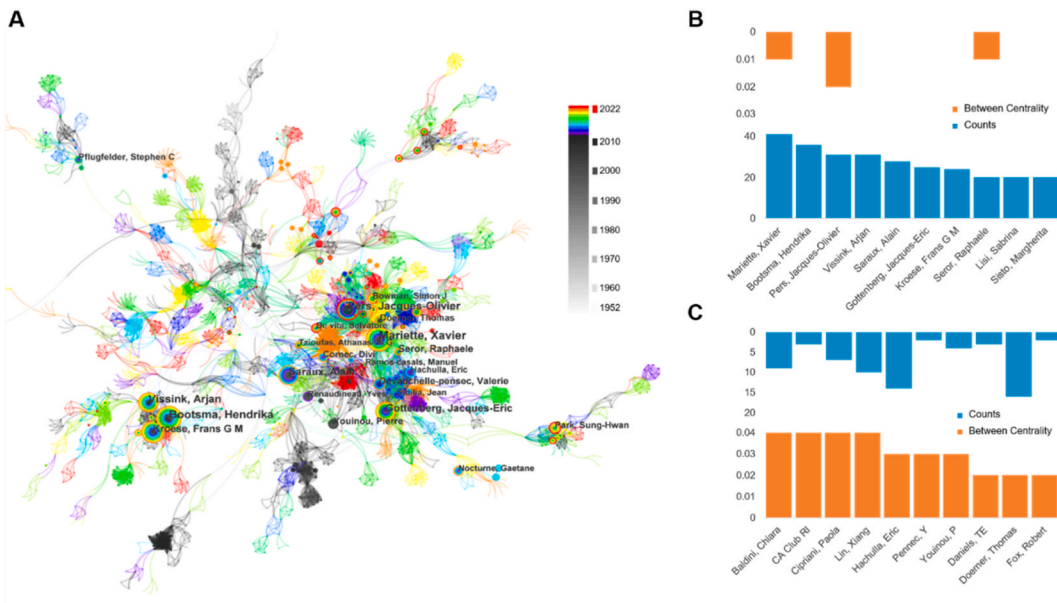 A
Pflugfelder, Stephen C
Bowman, Simon J
Pers, Jacques-Olivier
Thomas
De vita, Salvatore
Mariette, Xavier
Seror, Raphaele
Ramos-casals, Manuel
Hachulla, Eric
Saraux, Alain
Devauchelle-pensec, Valerie
Renaudineau, Yves
Jean
Gottenberg, Jacques-Eric
Youinou, Pierre
Vissink, Arjan
Bootsma, Hendrika
Kroese, Frans G M
Park, Sung-Hwan
Nocturne, Gaetane
2022
2010
2000
1990
1980
1970
1960
1952
B
0
0.01
0.02
0.03
Between Centrality
Counts
40
20
0
Mariette, Xavier
Bootsma, Hendrika
Pers, Jacques-Olivier
Vissink, Arjan
Saraux, Alain
Gottenberg, Jacques-Eric
Kroese, Frans G M
Seror, Raphaele
Lisi, Sabrina
Sisto, Margherita
C
0
5
10
15
20
Counts
Between Centrality
0.04
0.03
0.02
0.01
0
Baldini, Chiara
CA Club RI
Cipriani, Paola
Lin, Xiang
Hachulla, Eric
Pennec, Y
Youinou, P
Daniels, TE
Doerner, Thomas
Fox, Robert